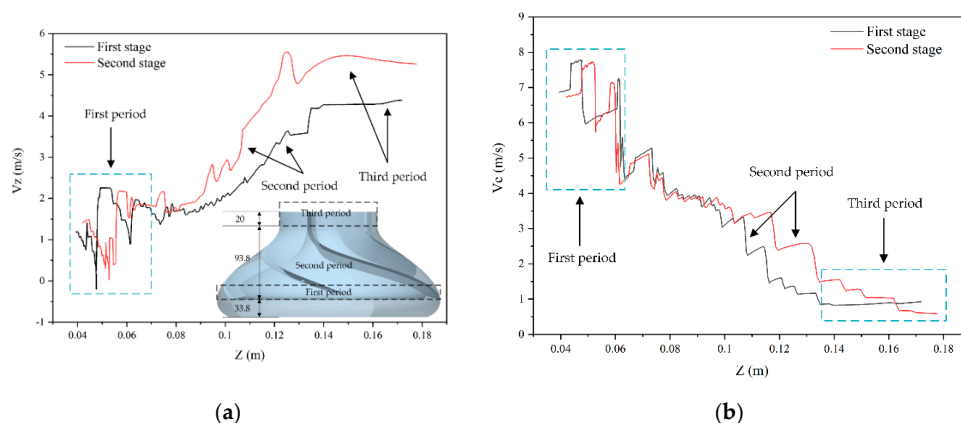 (a)
Vz (m/s)
6
5
4
3
2
1
0
-1
First stage
Second stage
First period
Second period
Third period
Third period
Second period
First period
20
93.8
33.8
0.04 0.06 0.08 0.10 0.12 0.14 0.16 0.18
Z (m)
(a)
Vc (m/s)
9
8
7
6
5
4
3
2
1
0
First stage
Second stage
First period
Second period
Third period
0.04 0.06 0.08 0.10 0.12 0.14 0.16 0.18
Z (m)
(b)